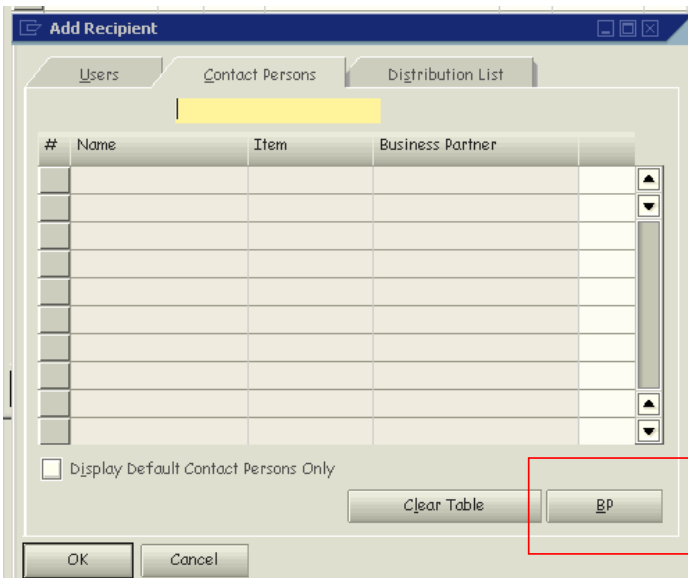 Add Recipient
Users Contact Persons Distribution List
# Name Item Business Partner
Display Default Contact Persons Only
Clear Table BP
OK Cancel